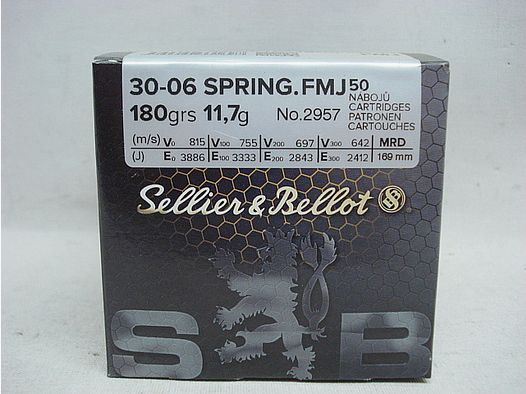 30-06 SPRING.FMJ 50
NÁBOJŮ
CARTRIDGES
PATRONEN
CARTOUCHES
180grs 11,7g No.2957
(m/s) V0 815 V100 755 V200 697 V300 642 MRD
(J) E0 3886 E100 3333 E200 2843 E300 2412 169 mm
Sellier & Bellot
S B